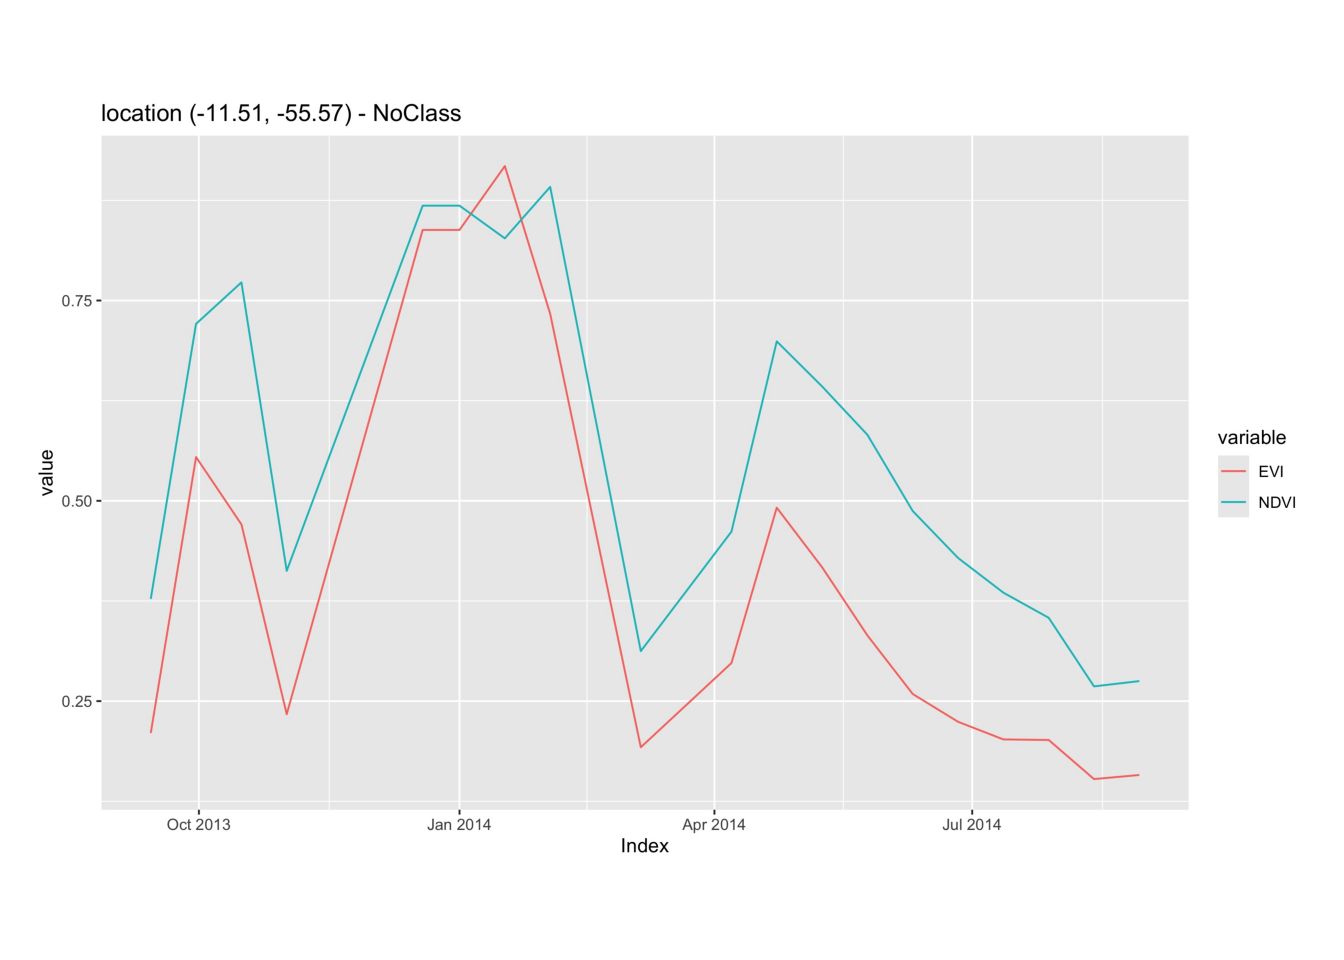 location (-11.51, -55.57) - NoClass
0.75
0.50
0.25
value
Oct 2013
Jan 2014
Apr 2014
Jul 2014
Index
variable
EVI
NDVI